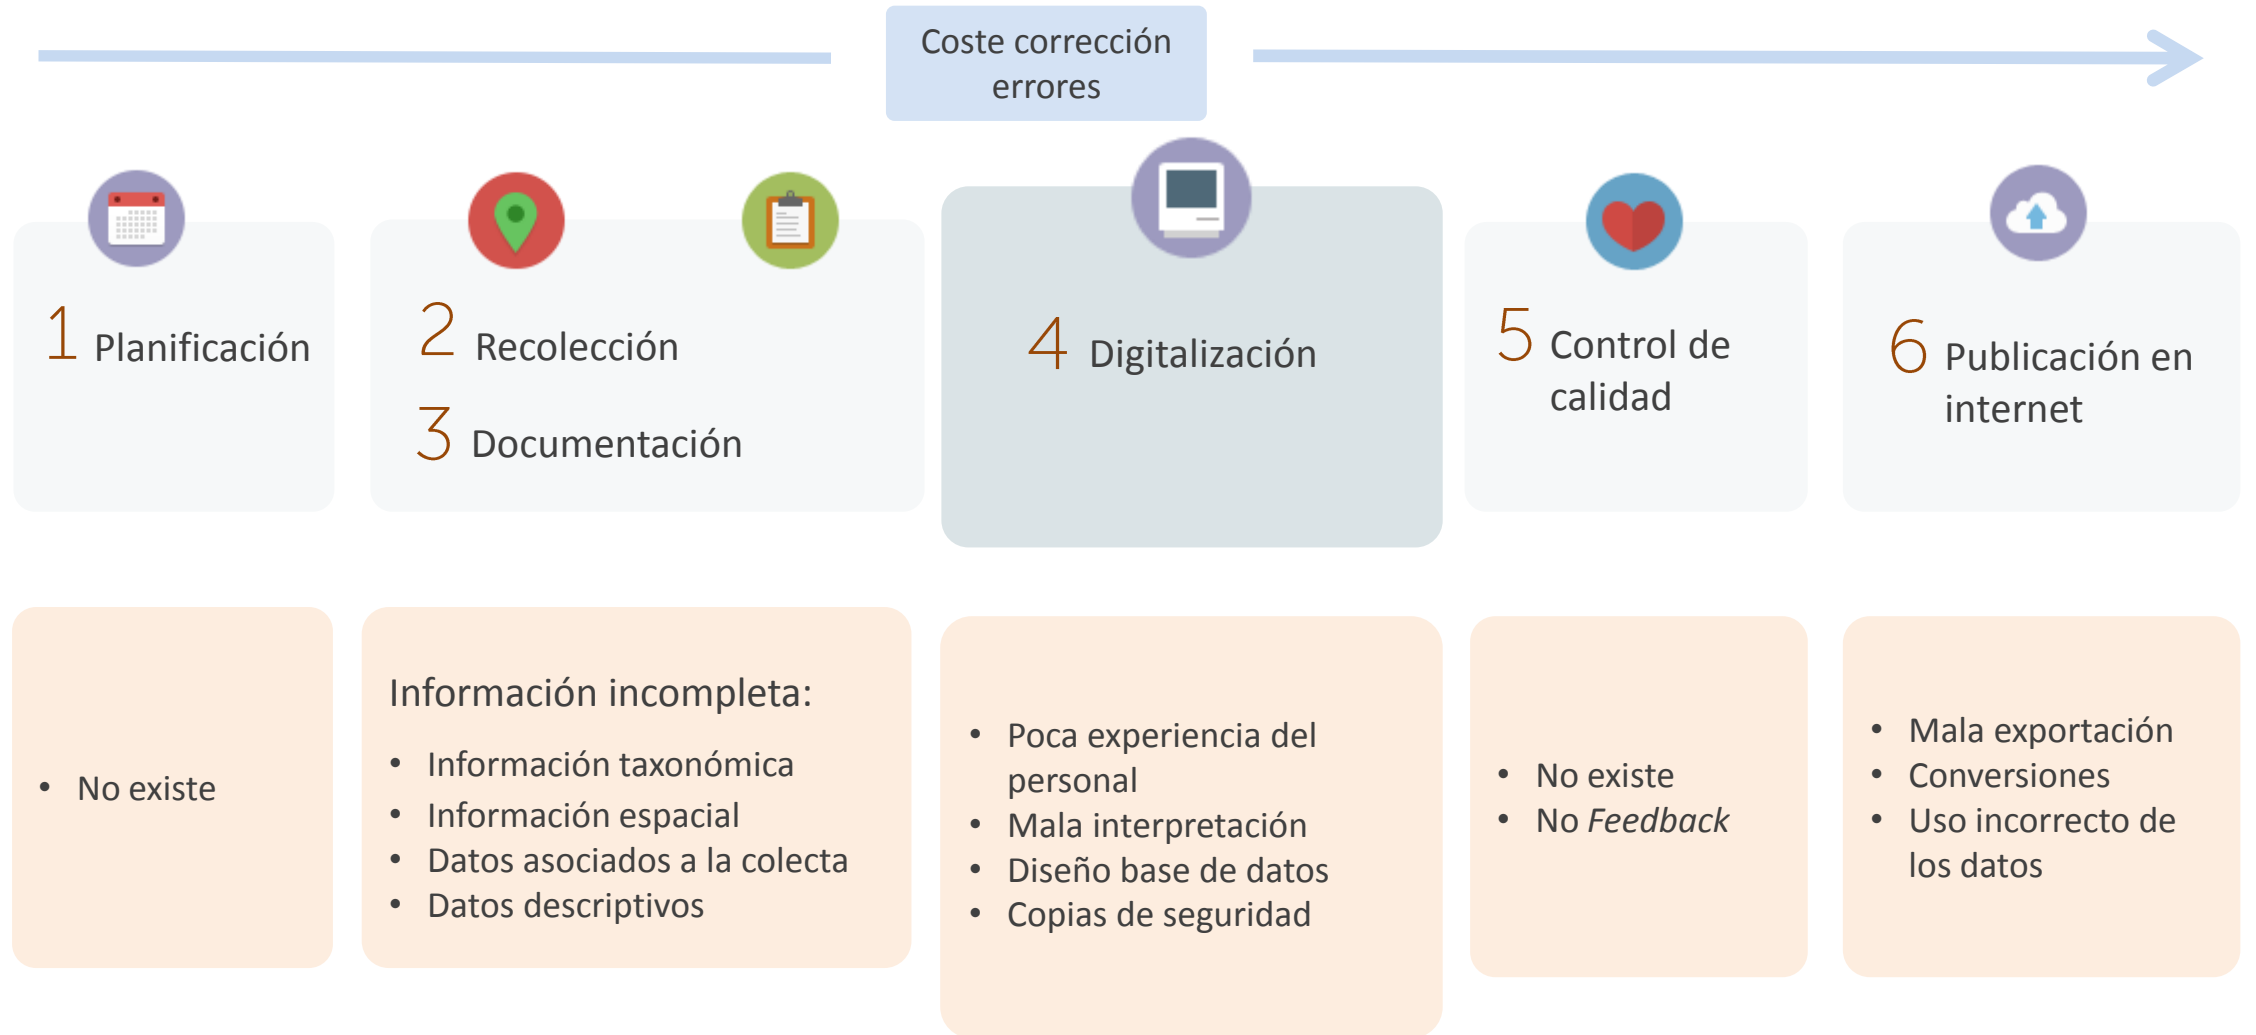 Coste corrección
errores
1 Planificación
2 Recolección
3 Documentación
4 Digitalización
5 Control de
calidad
6 Publicación en
internet
• No existe
Información incompleta:
• Información taxonómica
• Información espacial
• Datos asociados a la colecta
• Datos descriptivos
• Poca experiencia del
personal
• Mala interpretación
• Diseño base de datos
• Copias de seguridad
• No existe
• No Feedback
• Mala exportación
• Conversiones
• Uso incorrecto de
los datos